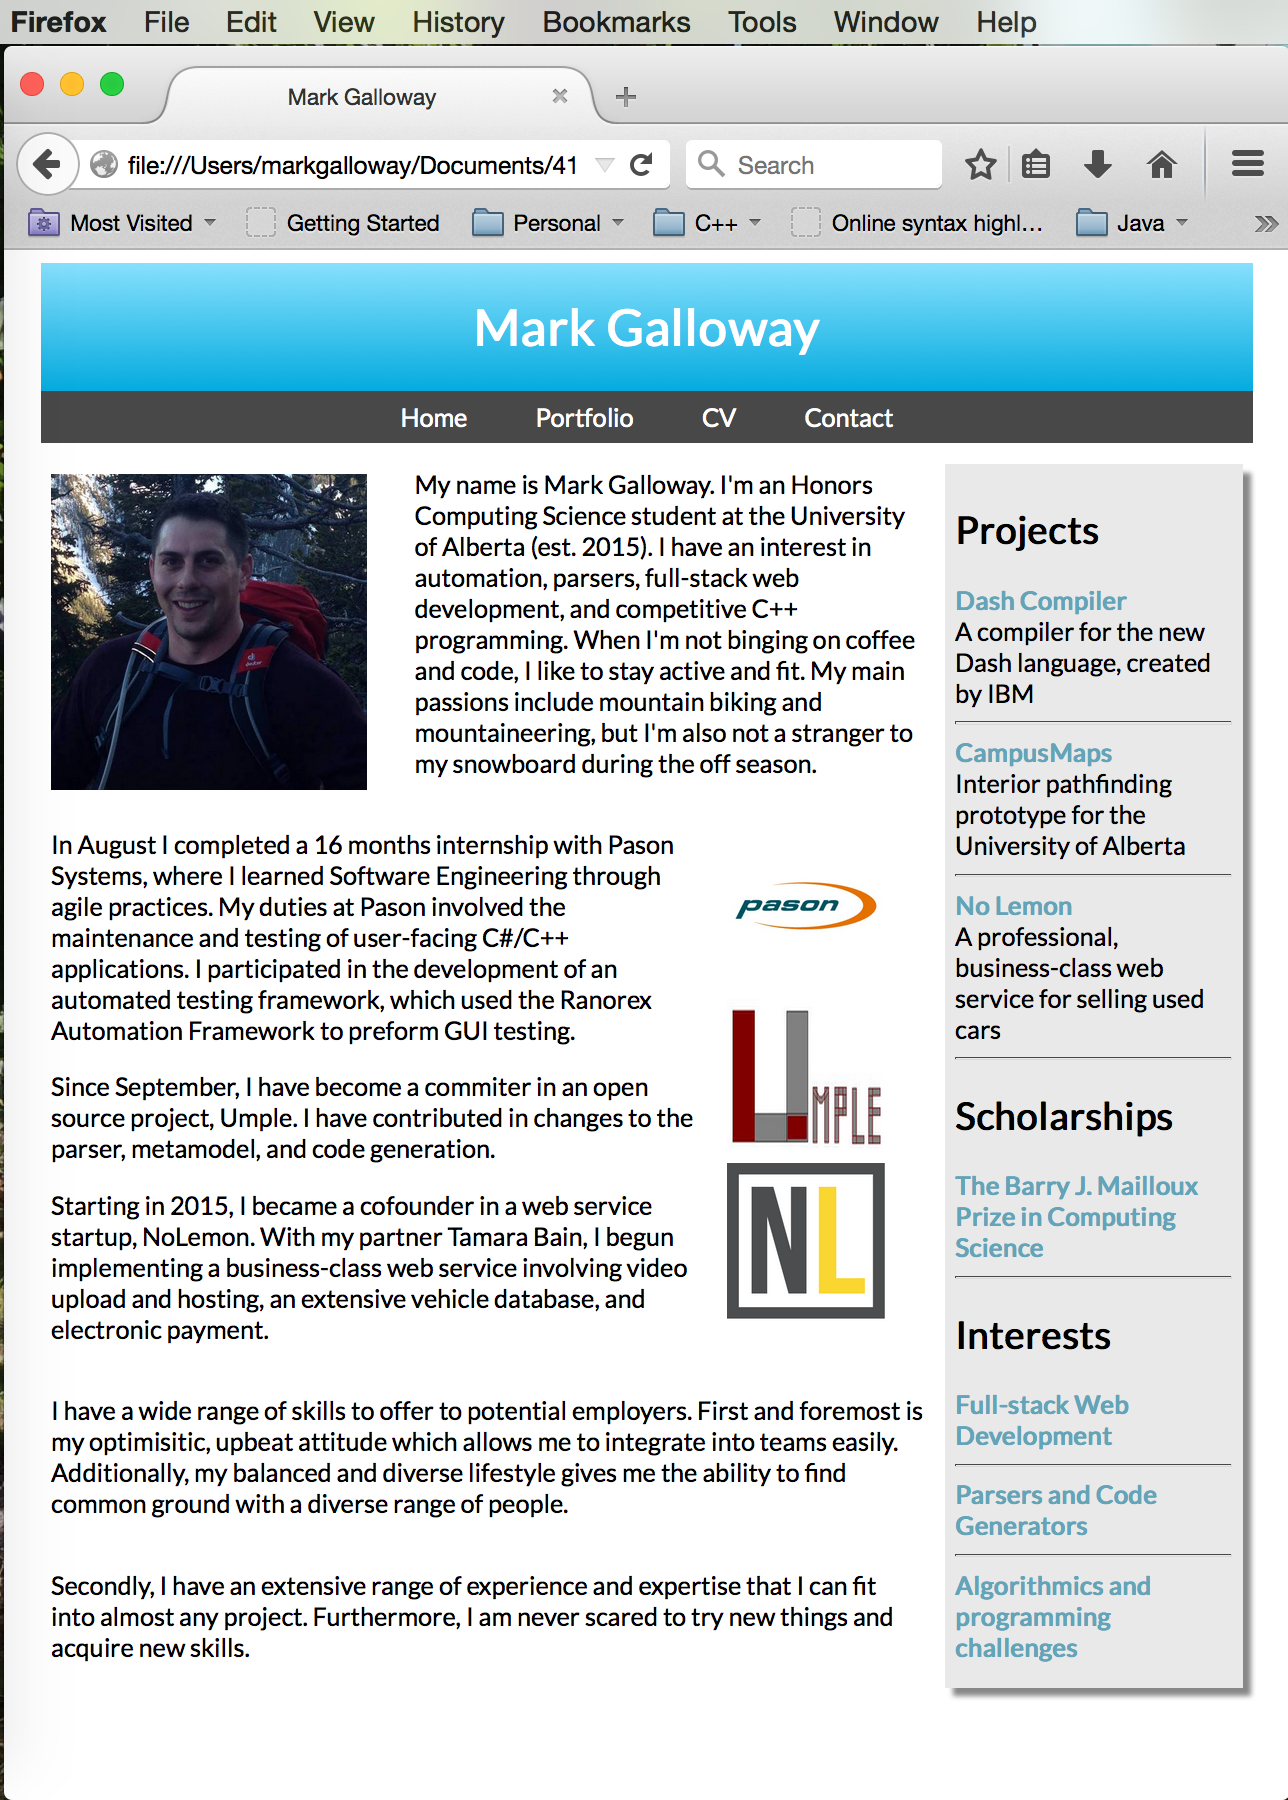 Firefox File Edit View History Bookmarks Tools Window Help
Mark Galloway
file:///Users/markgalloway/Documents/41
Search
Most Visited Getting Started Personal C++ Online syntax highl... Java
Mark Galloway
Home Portfolio CV Contact
My name is Mark Galloway. I'm an Honors
Computing Science student at the University
of Alberta (est. 2015). I have an interest in
automation, parsers, full-stack web
development, and competitive C++
programming. When I'm not binging on coffee
and code, I like to stay active and fit. My main
passions include mountain biking and
mountaineering, but I'm also not a stranger to
my snowboard during the off season.
In August I completed a 16 months internship with Pason
Systems, where I learned Software Engineering through
agile practices. My duties at Pason involved the
maintenance and testing of user-facing C#/C++
applications. I participated in the development of an
automated testing framework, which used the Ranorex
Automation Framework to preform GUI testing.
pason
Since September, I have become a commiter in an open
source project, Umple. I have contributed in changes to the
parser, metamodel, and code generation.
UMPLE
Starting in 2015, I became a cofounder in a web service
startup, NoLemon. With my partner Tamara Bain, I begun
implementing a business-class web service involving video
upload and hosting, an extensive vehicle database, and
electronic payment.
NL
I have a wide range of skills to offer to potential employers. First and foremost is
my optimisitic, upbeat attitude which allows me to integrate into teams easily.
Additionally, my balanced and diverse lifestyle gives me the ability to find
common ground with a diverse range of people.
Secondly, I have an extensive range of experience and expertise that I can fit
into almost any project. Furthermore, I am never scared to try new things and
acquire new skills.
Projects
Dash Compiler
A compiler for the new
Dash language, created
by IBM
CampusMaps
Interior pathfinding
prototype for the
University of Alberta
No Lemon
A professional,
business-class web
service for selling used
cars
Scholarships
The Barry J. Mailloux
Prize in Computing
Science
Interests
Full-stack Web
Development
Parsers and Code
Generators
Algorithmics and
programming
challenges